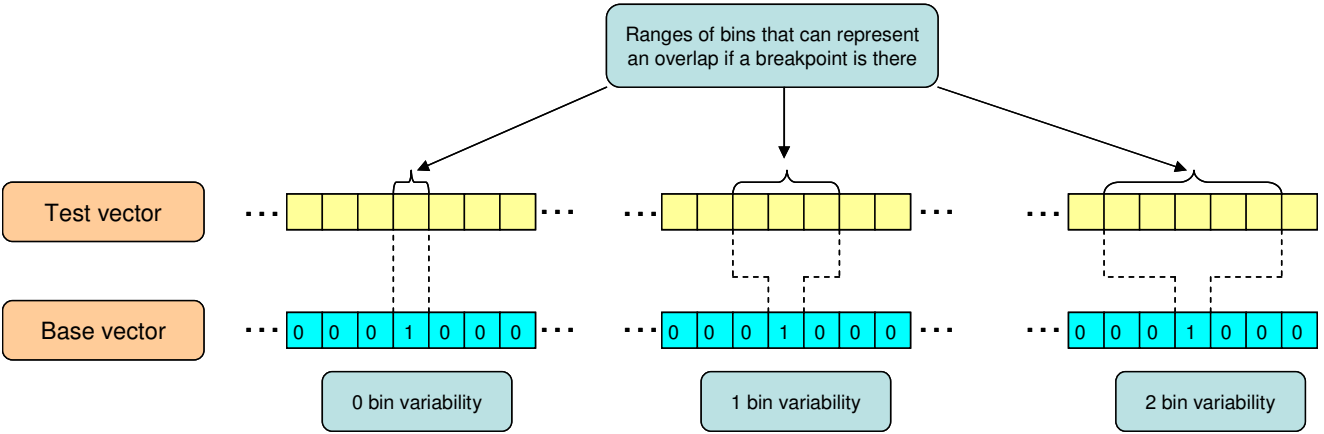 Ranges of bins that can represent
an overlap if a breakpoint is there
Test vector
... ...
... ...
...
Base vector
... 0 0 0 1 0 0 0 ...
... 0 0 0 1 0 0 0 ...
... 0 0 0 1 0 0 0
0 bin variability
1 bin variability
2 bin variability